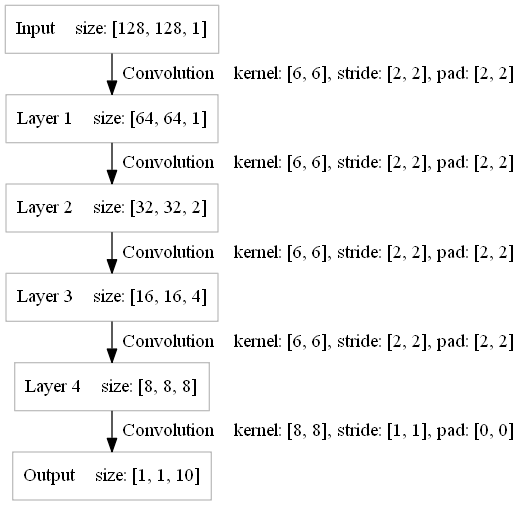 Input size: [128, 128, 1]
Convolution kernel: [6, 6], stride: [2, 2], pad: [2, 2]
Layer 1 size: [64, 64, 1]
Convolution kernel: [6, 6], stride: [2, 2], pad: [2, 2]
Layer 2 size: [32, 32, 2]
Convolution kernel: [6, 6], stride: [2, 2], pad: [2, 2]
Layer 3 size: [16, 16, 4]
Convolution kernel: [6, 6], stride: [2, 2], pad: [2, 2]
Layer 4 size: [8, 8, 8]
Convolution kernel: [8, 8], stride: [1, 1], pad: [0, 0]
Output size: [1, 1, 10]